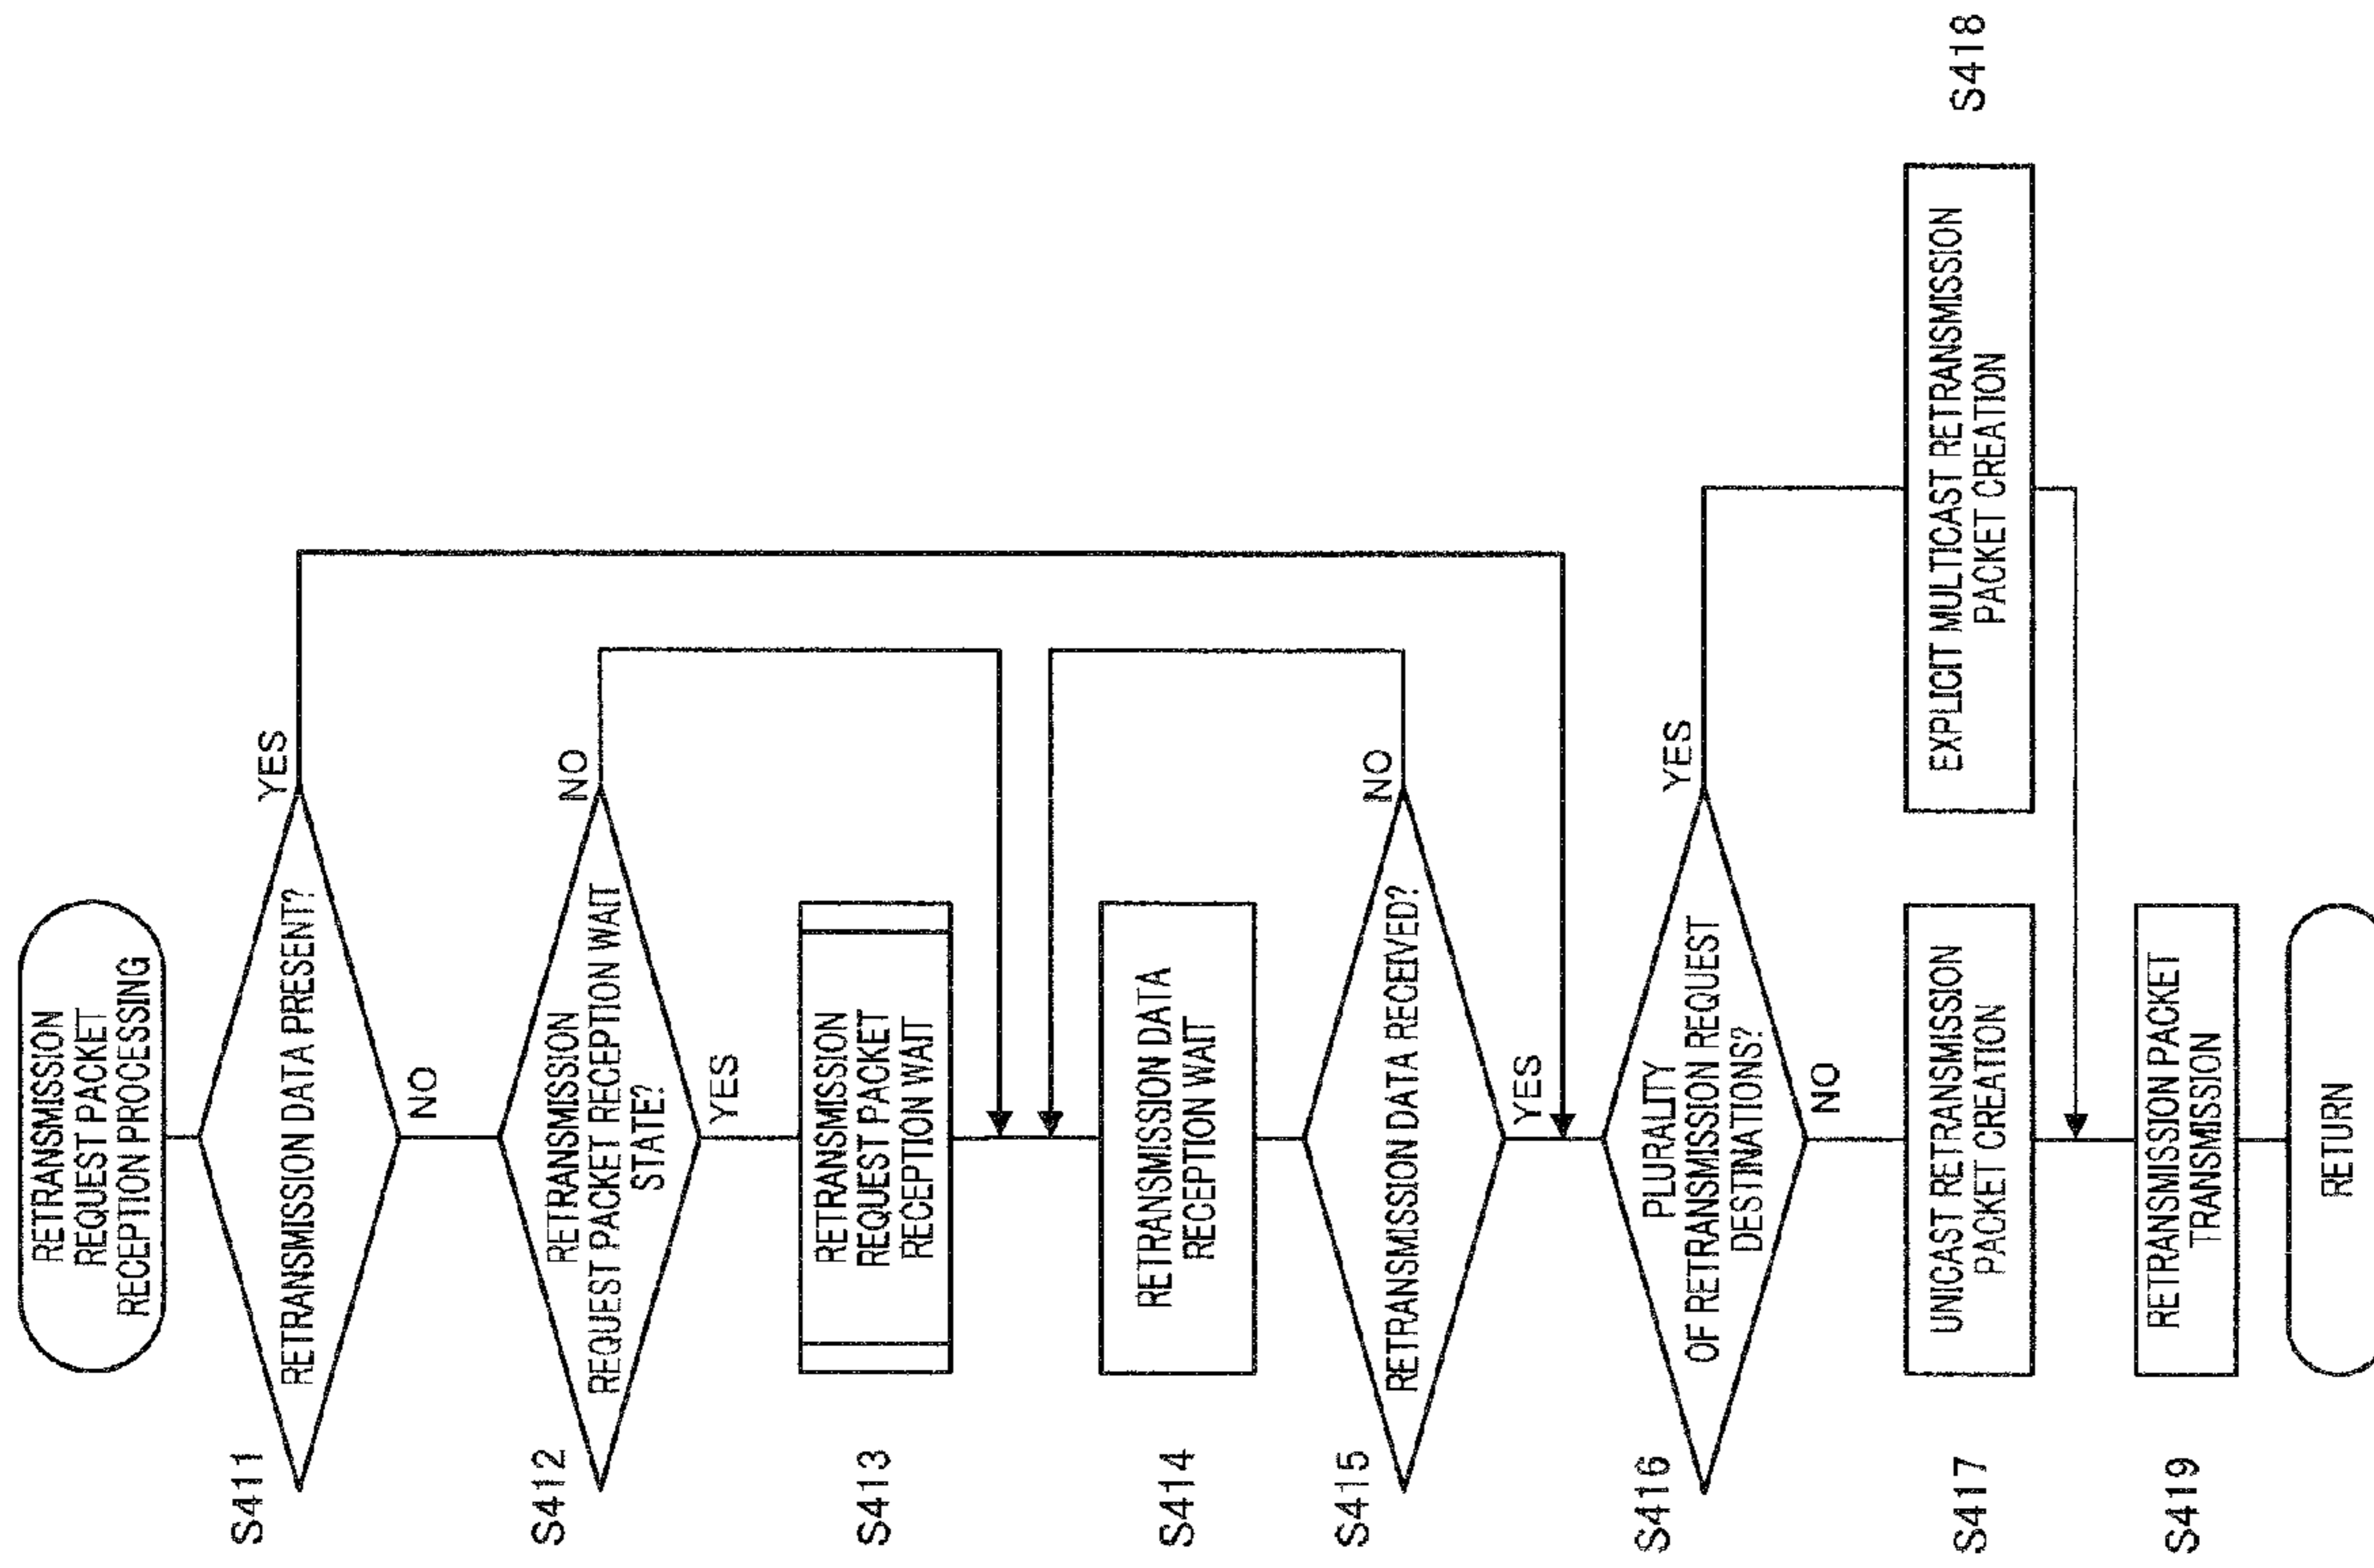 RETRANSMISSION
REQUEST PACKET
RECEPTION PROCESSING
S411
RETRANSMISSION DATA PRESENT?
YES
NO
S412
RETRANSMISSION
REQUEST PACKET RECEPTION WAIT
STATE?
NO
YES
S413
RETRANSMISSION
REQUEST PACKET
RECEPTION WAIT
S414
RETRANSMISSION DATA
RECEPTION WAIT
S415
RETRANSMISSION DATA RECEIVED?
NO
YES
S416
PLURALITY
OF RETRANSMISSION REQUEST
DESTINATIONS?
YES
NO
S417
UNICAST RETRANSMISSION
PACKET CREATION
EXPLICIT MULTICAST RETRANSMISSION
PACKET CREATION
S418
S419
RETRANSMISSION PACKET
TRANSMISSION
RETURN